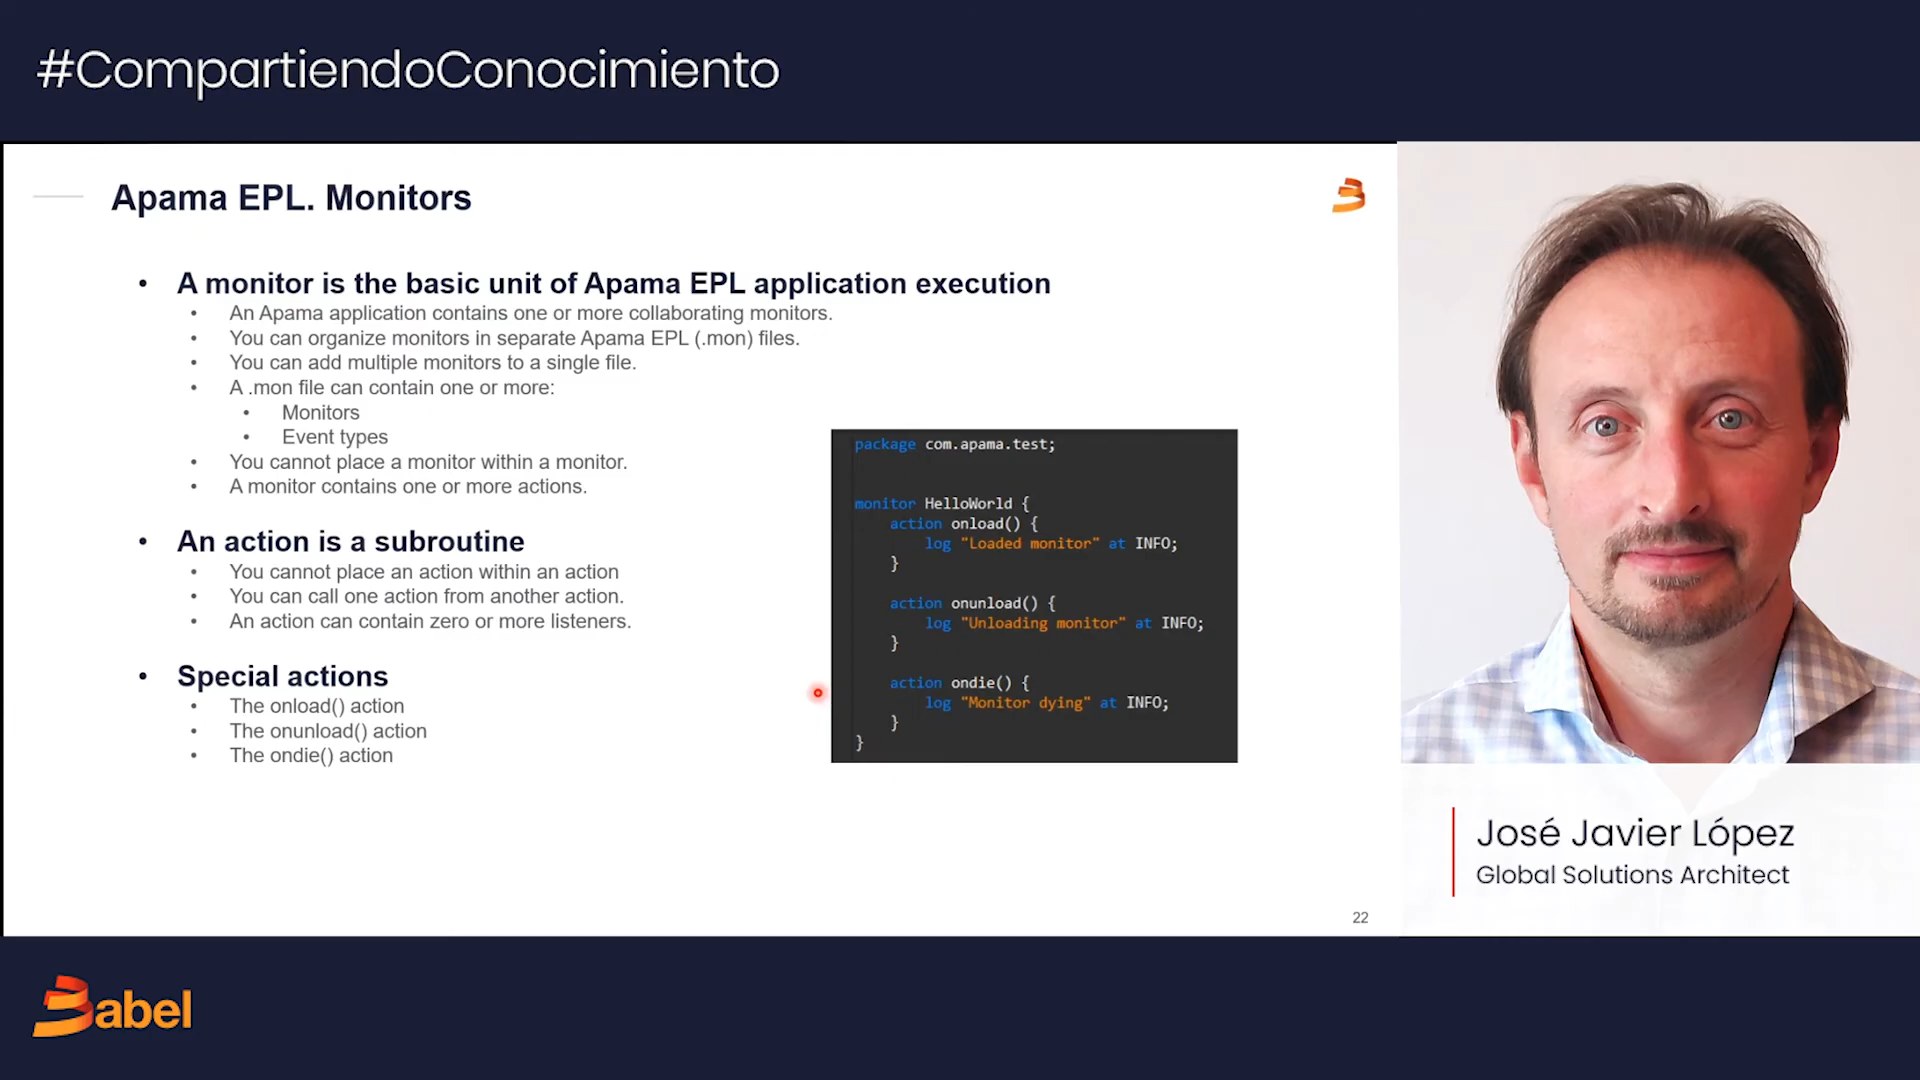 #CompartiendoConocimiento
Apama EPL. Monitors
• A monitor is the basic unit of Apama EPL application execution
• An Apama application contains one or more collaborating monitors.
• You can organize monitors in separate Apama EPL (.mon) files.
• You can add multiple monitors to a single file.
• A .mon file can contain one or more:
• Monitors
• Event types
• You cannot place a monitor within a monitor.
• A monitor contains one or more actions.
• An action is a subroutine
• You cannot place an action within an action
• You can call one action from another action.
• An action can contain zero or more listeners.
• Special actions
• The onload() action
• The onunload() action
• The ondie() action
package com.apama.test;
monitor HelloWorld {
action onload() {
log "Loaded monitor" at INFO;
}
action onunload() {
log "Unloading monitor" at INFO;
}
action ondie() {
log "Monitor dying" at INFO;
}
}
22
José Javier López
Global Solutions Architect
Babel